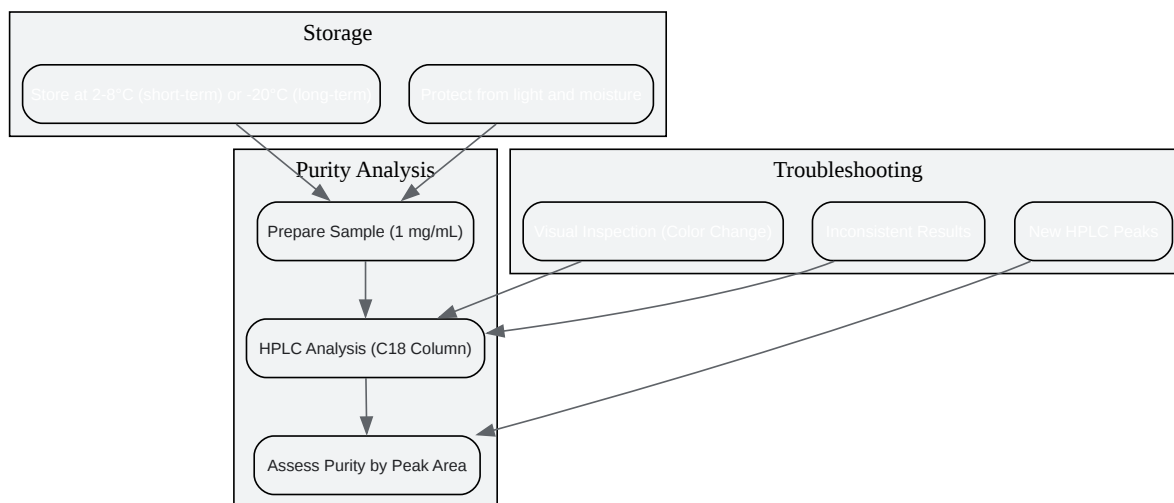 Storage
Store at 2-8°C (short-term) or -20°C (long-term)
Protect from light and moisture
Purity Analysis
Troubleshooting
Prepare Sample (1 mg/mL)
Visual Inspection (Color Change)
Inconsistent Results
New HPLC Peaks
HPLC Analysis (C18 Column)
Assess Purity by Peak Area